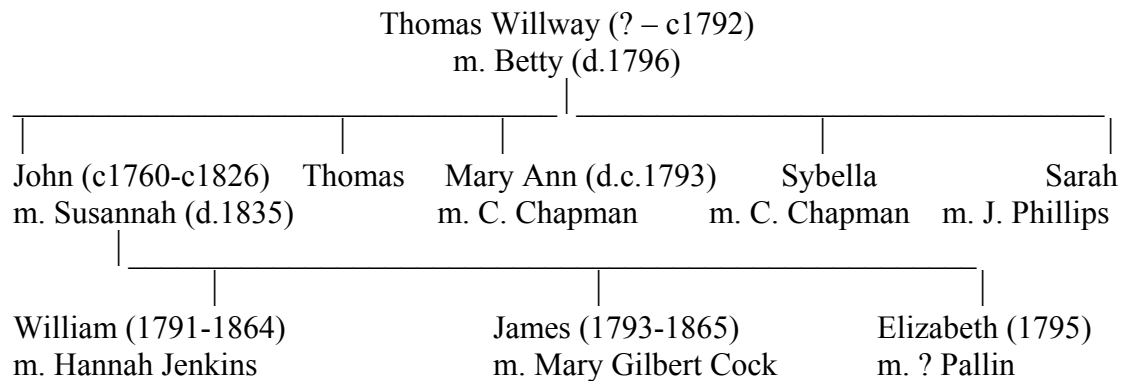 Thomas Willway (? – c1792)
m. Betty (d.1796)
John (c1760-c1826) Thomas Mary Ann (d.c.1793) Sybella Sarah
m. Susannah (d.1835) m. C. Chapman m. C. Chapman m. J. Phillips
William (1791-1864) James (1793-1865) Elizabeth (1795)
m. Hannah Jenkins m. Mary Gilbert Cock m. ? Pallin